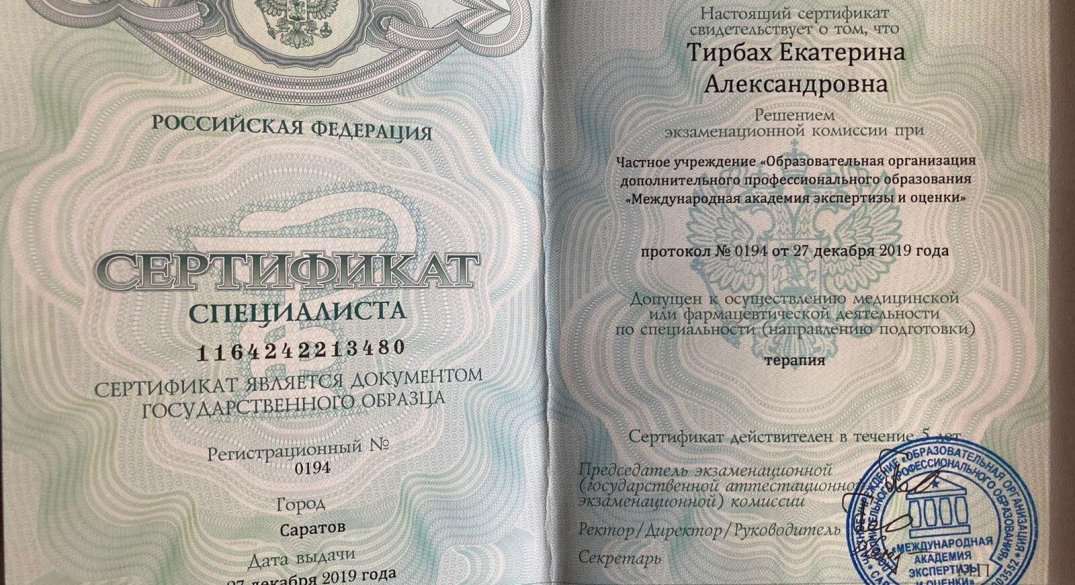 РОССИЙСКАЯ ФЕДЕРАЦИЯ
СЕРТИФИКАТ
СПЕЦИАЛИСТА
1164242213480
СЕРТИФИКАТ ЯВЛЯЕТСЯ ДОКУМЕНТОМ
ГОСУДАРСТВЕННОГО ОБРАЗЦА
Регистрационный №
0194
Город
Саратов
Дата выдачи
27 декабря 2019 года
Настоящий сертификат
свидетельствует о том, что
Тирбах Екатерина
Александровна
Решением
экзаменационной комиссии при
Частное учреждение «Образовательная организация
дополнительного профессионального образования
«Международная академия экспертизы и оценки»
протокол № 0194 от 27 декабря 2019 года
Допущен к осуществлению медицинской
или фармацевтической деятельности
по специальности (направлению подготовки)
терапия
Сертификат действителен в течение 5 лет
Председатель экзаменационной
(государственной аттестационной
экзаменационной) комиссии
Ректор/Директор/Руководитель
Секретарь
«МЕЖДУНАРОДНАЯ
АКАДЕМИЯ
ЭКСПЕРТИЗЫ
И ОЦЕНКИ»